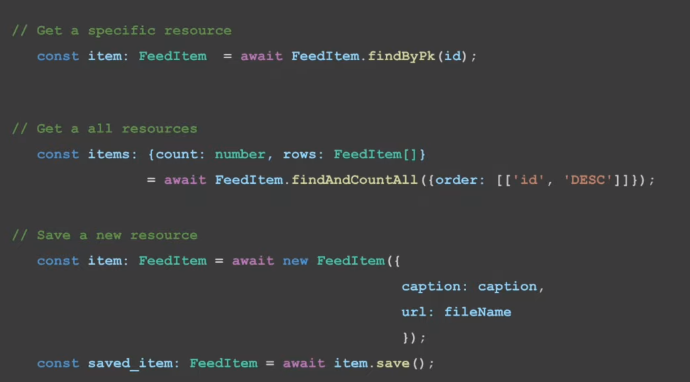 // Get a specific resource
const item: FeedItem = await FeedItem.findByPk(id);
// Get a all resources
const items: {count: number, rows: FeedItem[]}
= await FeedItem.findAndCountAll({order: [['id', 'DESC']]});
// Save a new resource
const item: FeedItem = await new FeedItem({
caption: caption,
url: fileName
});
const saved_item: FeedItem = await item.save();